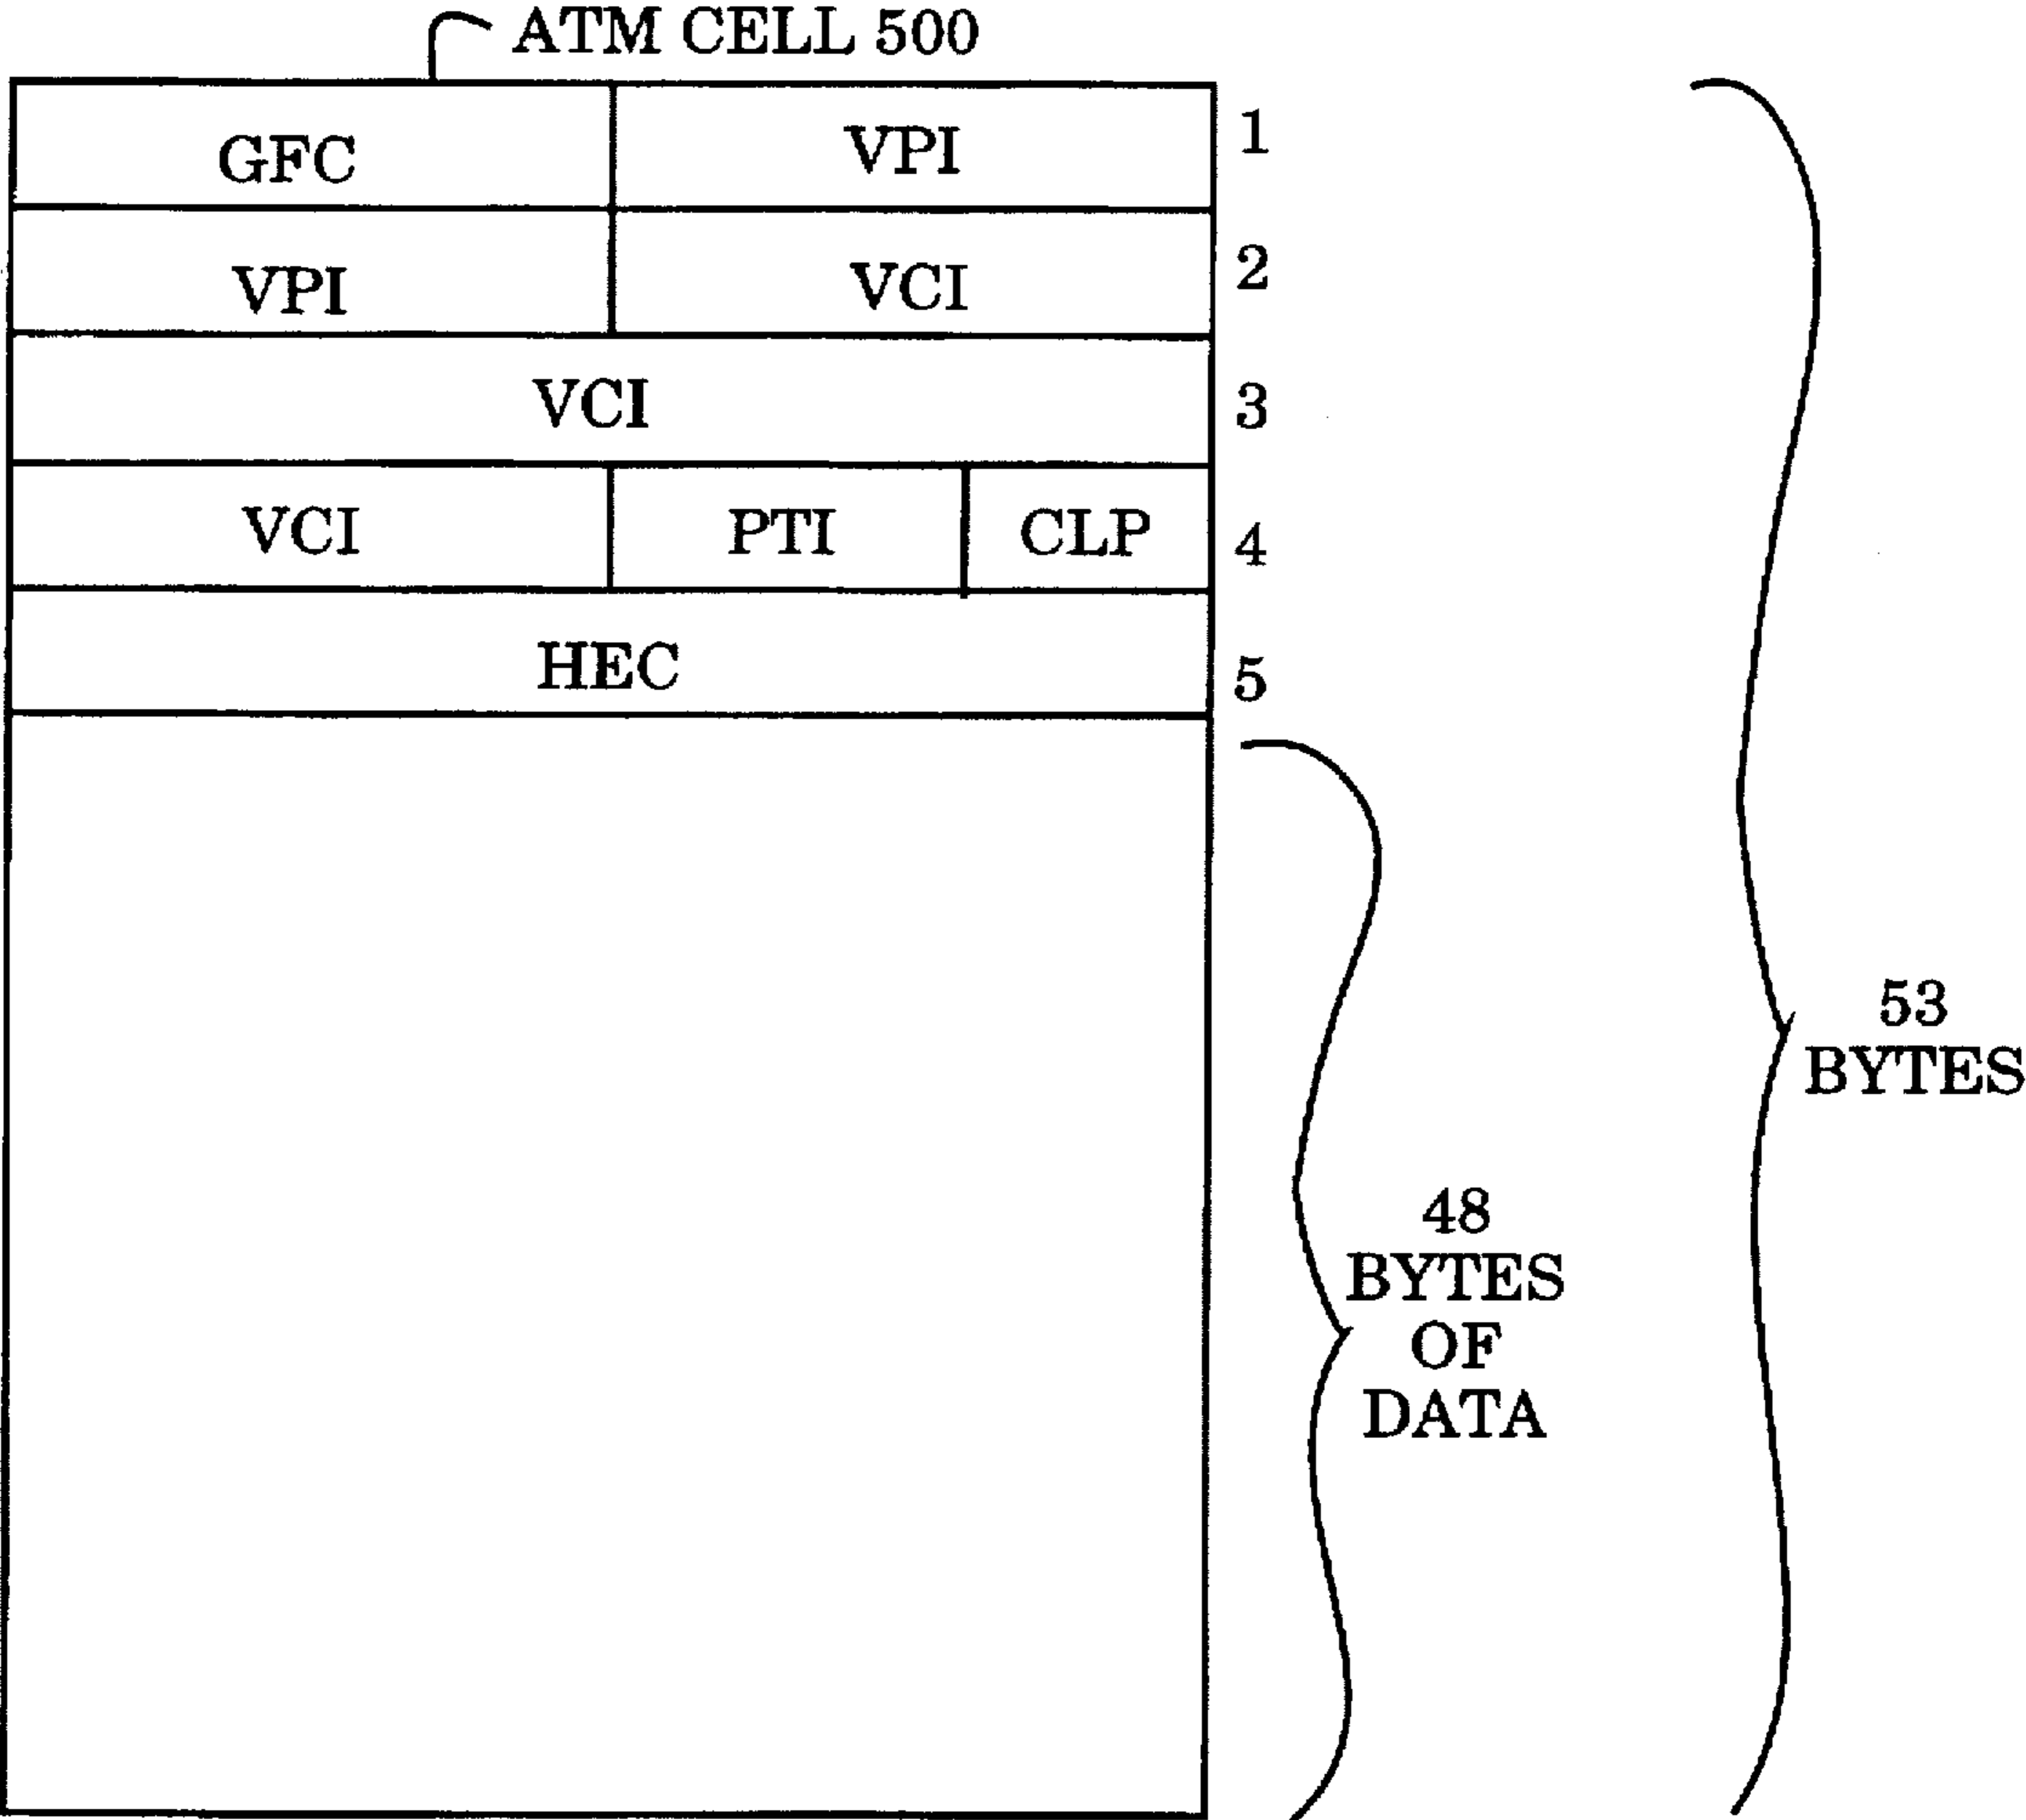 ATM CELL 500
GFC VPI 1
VPI VCI 2
VCI 3
VCI PTI CLP 4
HEC 5
53
BYTES
48
BYTES
OF
DATA